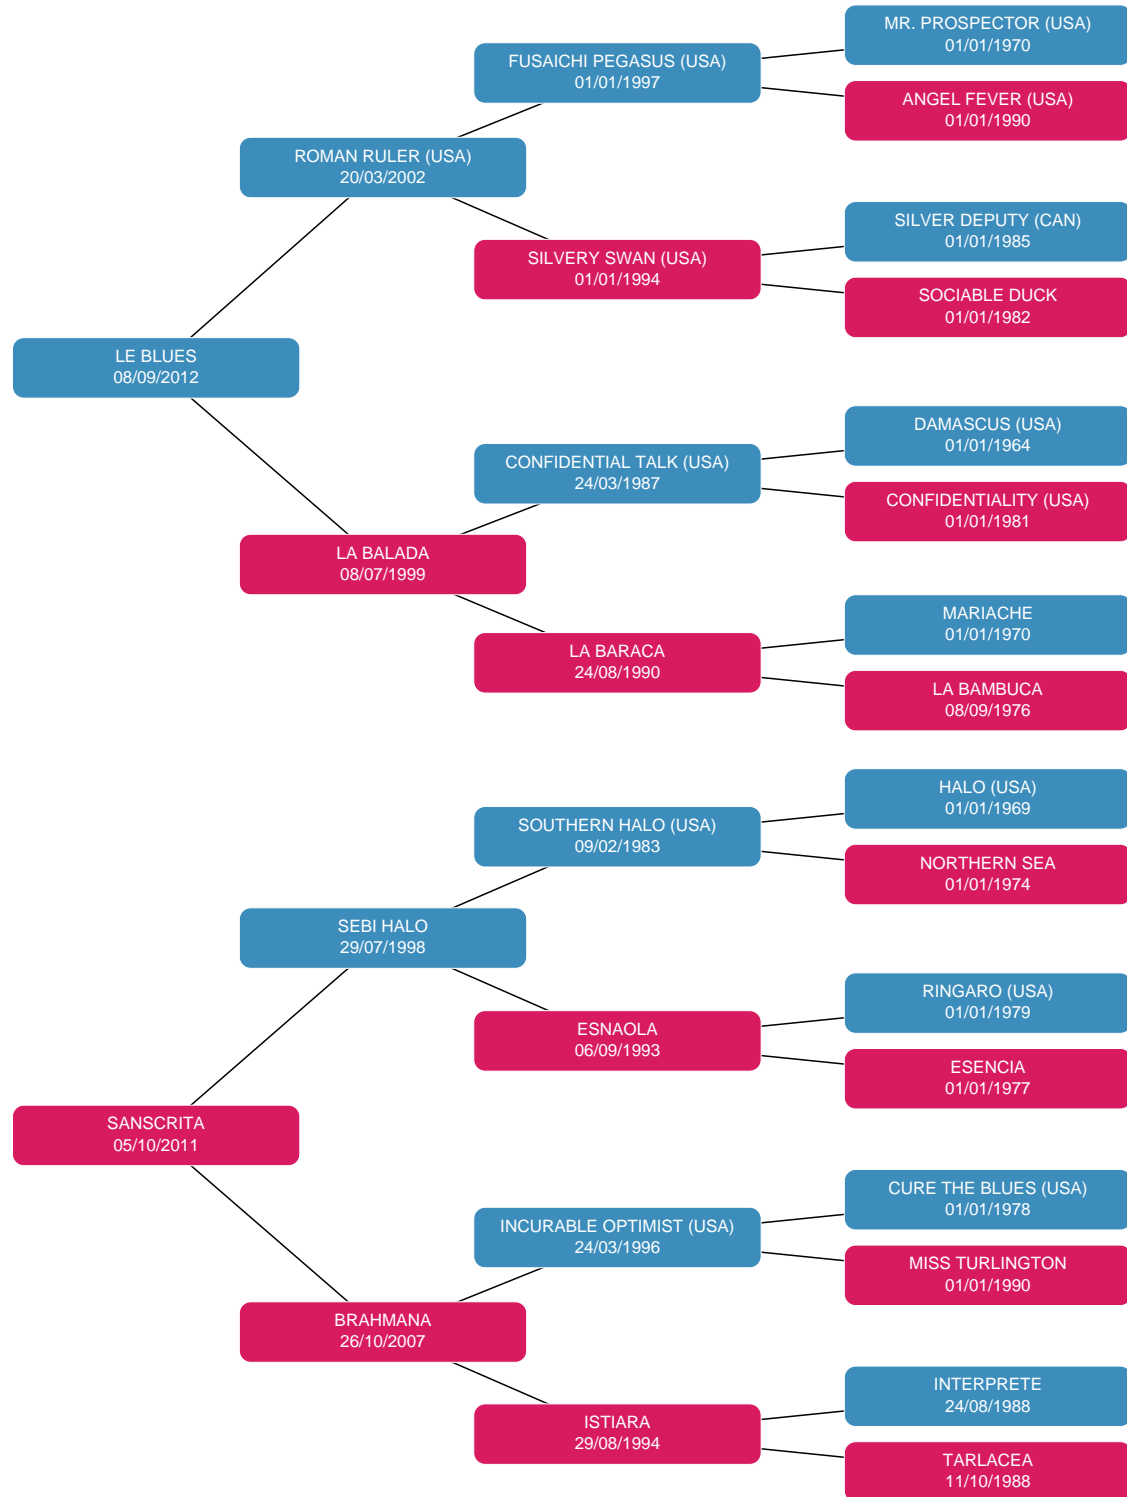 MR. PROSPECTOR (USA)
01/01/1970
FUSAICHI PEGASUS (USA)
01/01/1997
ANGEL FEVER (USA)
01/01/1990
ROMAN RULER (USA)
20/03/2002
SILVER DEPUTY (CAN)
01/01/1985
SILVERY SWAN (USA)
01/01/1994
SOCIABLE DUCK
01/01/1982
LE BLUES
08/09/2012
DAMASCUS (USA)
01/01/1964
CONFIDENTIAL TALK (USA)
24/03/1987
CONFIDENTIALITY (USA)
01/01/1981
LA BALADA
08/07/1999
MARIACHE
01/01/1970
LA BARACA
24/08/1990
LA BAMBUCA
08/09/1976
HALO (USA)
01/01/1969
SOUTHERN HALO (USA)
09/02/1983
NORTHERN SEA
01/01/1974
SEBI HALO
29/07/1998
RINGARO (USA)
01/01/1979
ESNAOLA
06/09/1993
ESENCIA
01/01/1977
SANSCRITA
05/10/2011
CURE THE BLUES (USA)
01/01/1978
INCURABLE OPTIMIST (USA)
24/03/1996
MISS TURLINGTON
01/01/1990
BRAHMANA
26/10/2007
INTERPRETE
24/08/1988
ISTIARA
29/08/1994
TARLACEA
11/10/1988